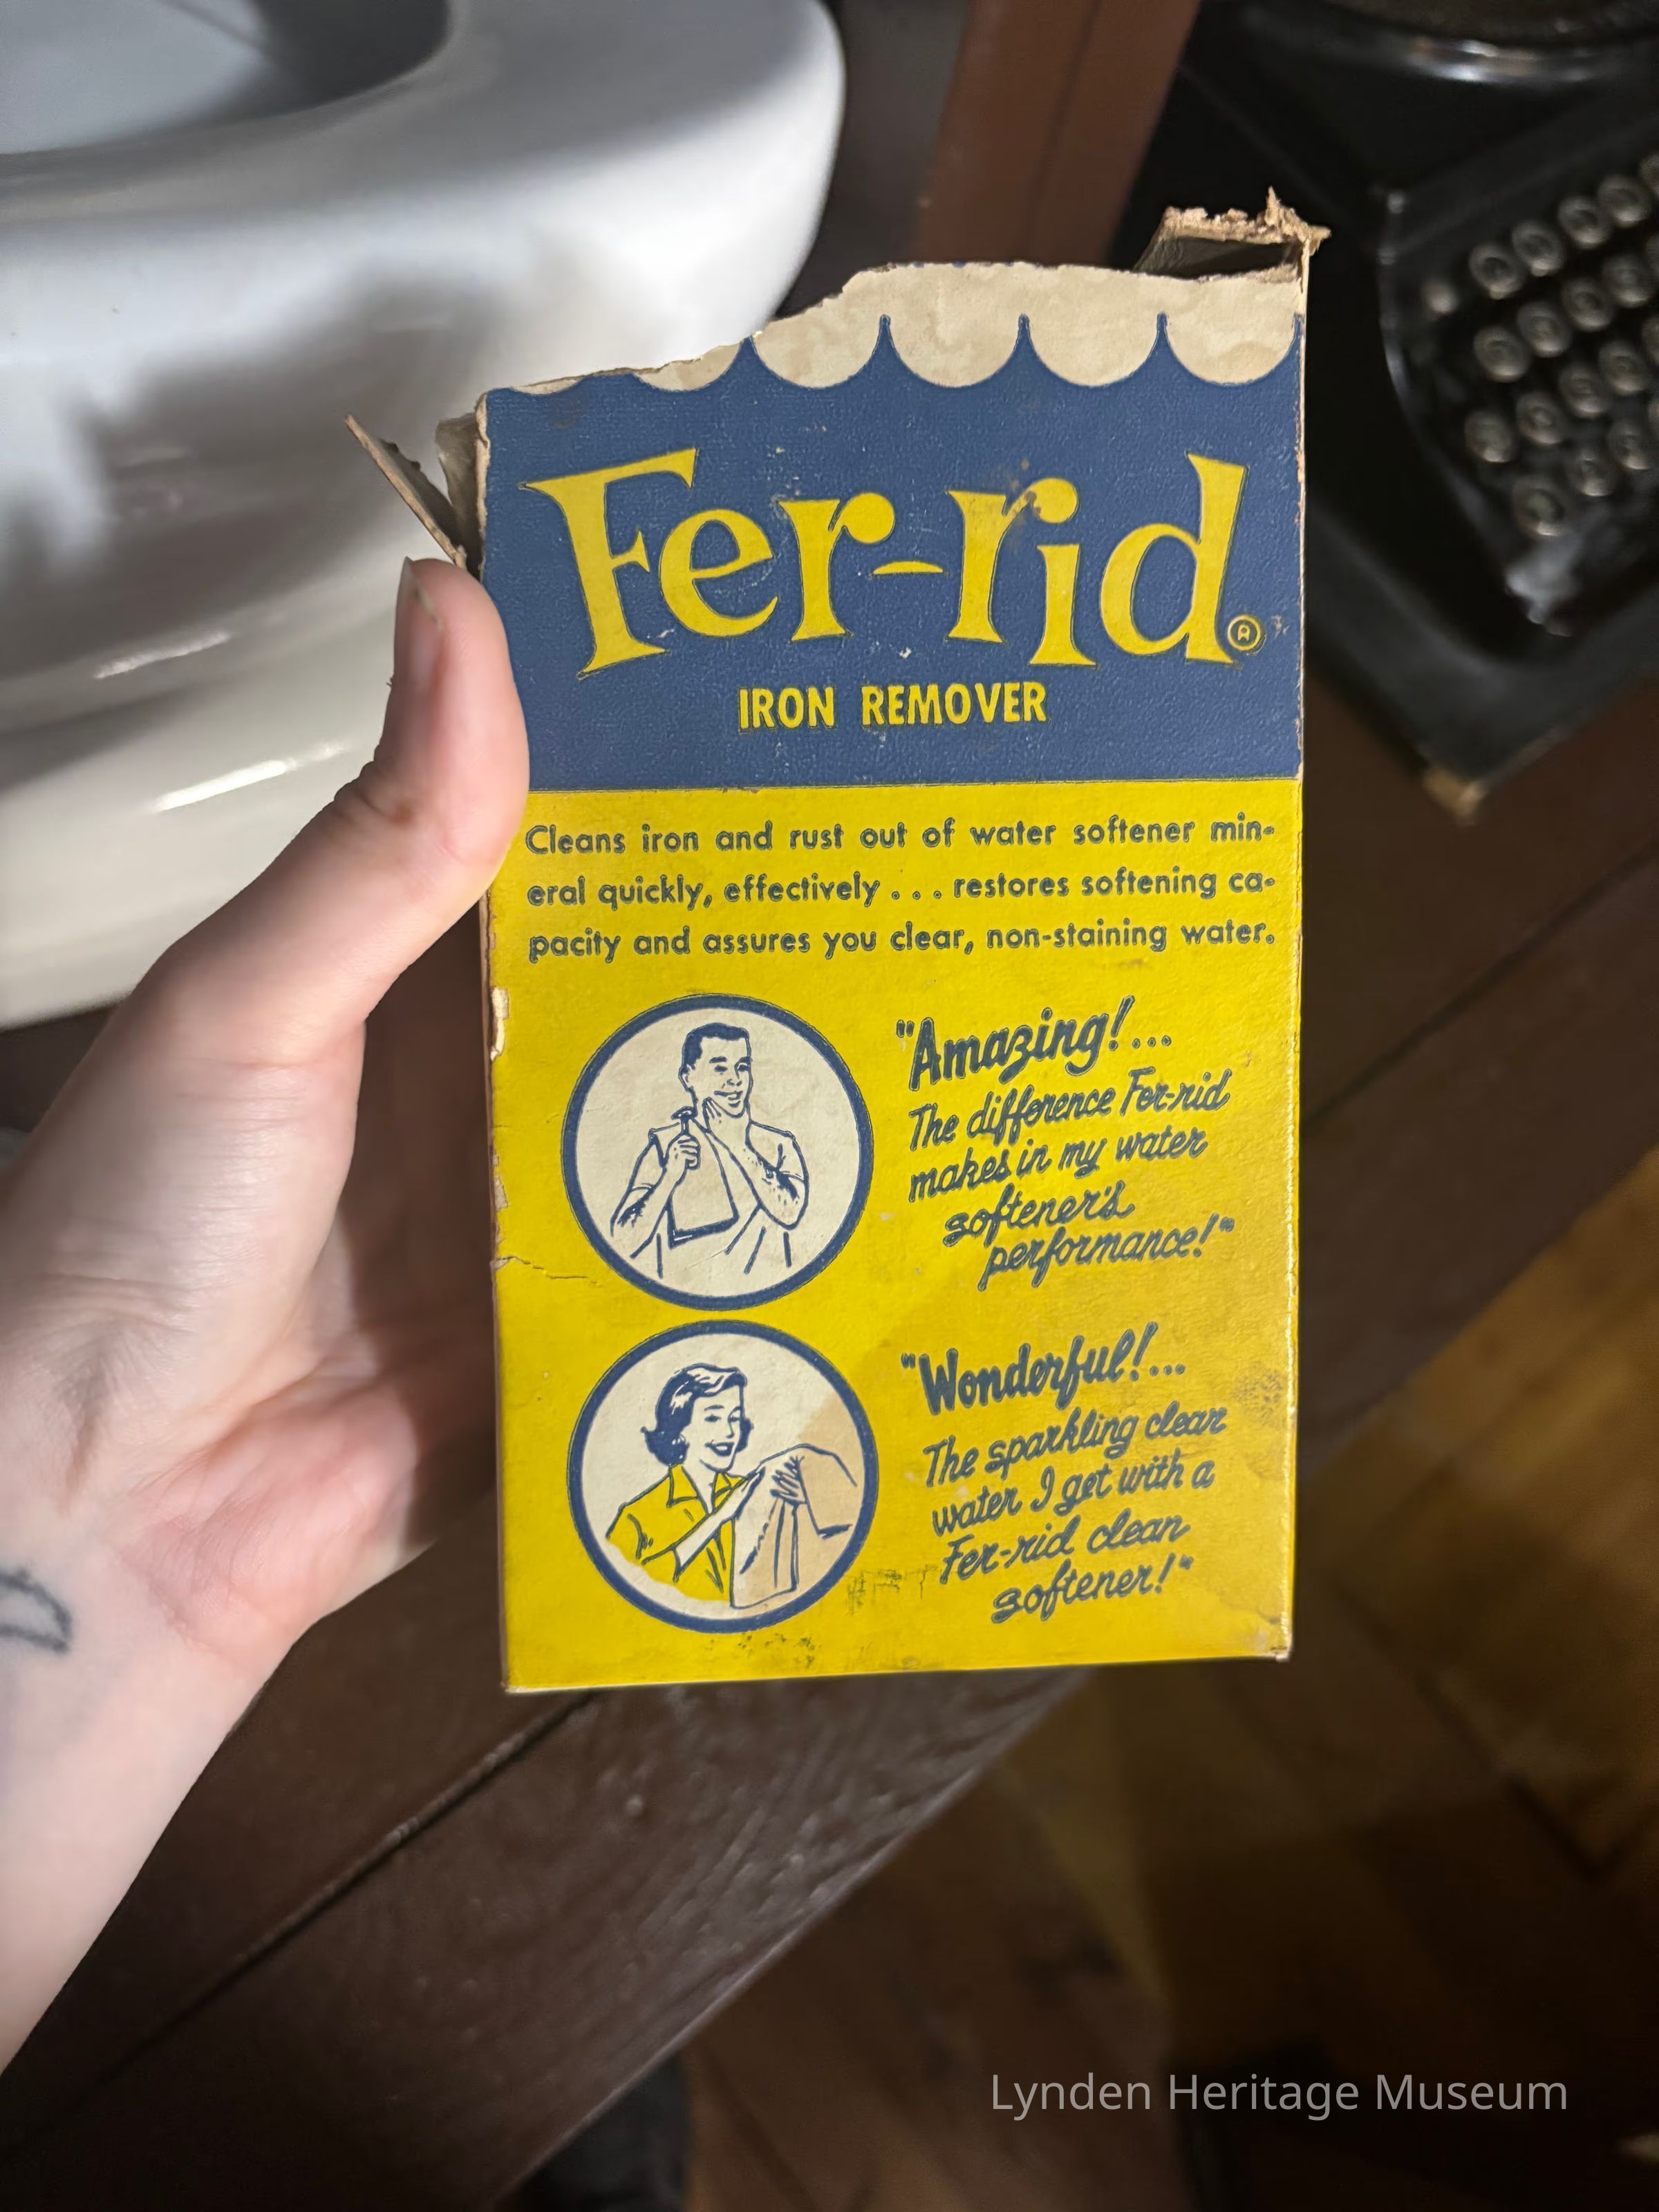 Fer-rid®
IRON REMOVER
Cleans iron and rust out of water softener min-
eral quickly, effectively . . . restores softening ca-
pacity and assures you clear, non-staining water.
"Amazing!...
The difference Fer-rid
makes in my water
softener's
performance!"
"Wonderful!...
The sparkling clear
water I get with a
Fer-rid clean
softener!"
Lynden Heritage Museum